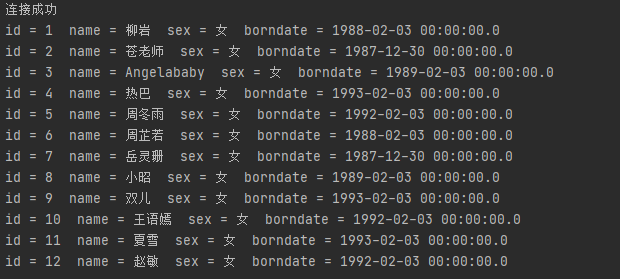 连接成功
id = 1  name = 柳岩  sex = 女  borndate = 1988-02-03 00:00:00.0
id = 2  name = 苍老师  sex = 女  borndate = 1987-12-30 00:00:00.0
id = 3  name = Angelababy  sex = 女  borndate = 1989-02-03 00:00:00.0
id = 4  name = 热巴  sex = 女  borndate = 1993-02-03 00:00:00.0
id = 5  name = 周冬雨  sex = 女  borndate = 1992-02-03 00:00:00.0
id = 6  name = 周芷若  sex = 女  borndate = 1988-02-03 00:00:00.0
id = 7  name = 岳灵珊  sex = 女  borndate = 1987-12-30 00:00:00.0
id = 8  name = 小昭  sex = 女  borndate = 1989-02-03 00:00:00.0
id = 9  name = 双儿  sex = 女  borndate = 1993-02-03 00:00:00.0
id = 10  name = 王语嫣  sex = 女  borndate = 1992-02-03 00:00:00.0
id = 11  name = 夏雪  sex = 女  borndate = 1993-02-03 00:00:00.0
id = 12  name = 赵敏  sex = 女  borndate = 1992-02-03 00:00:00.0